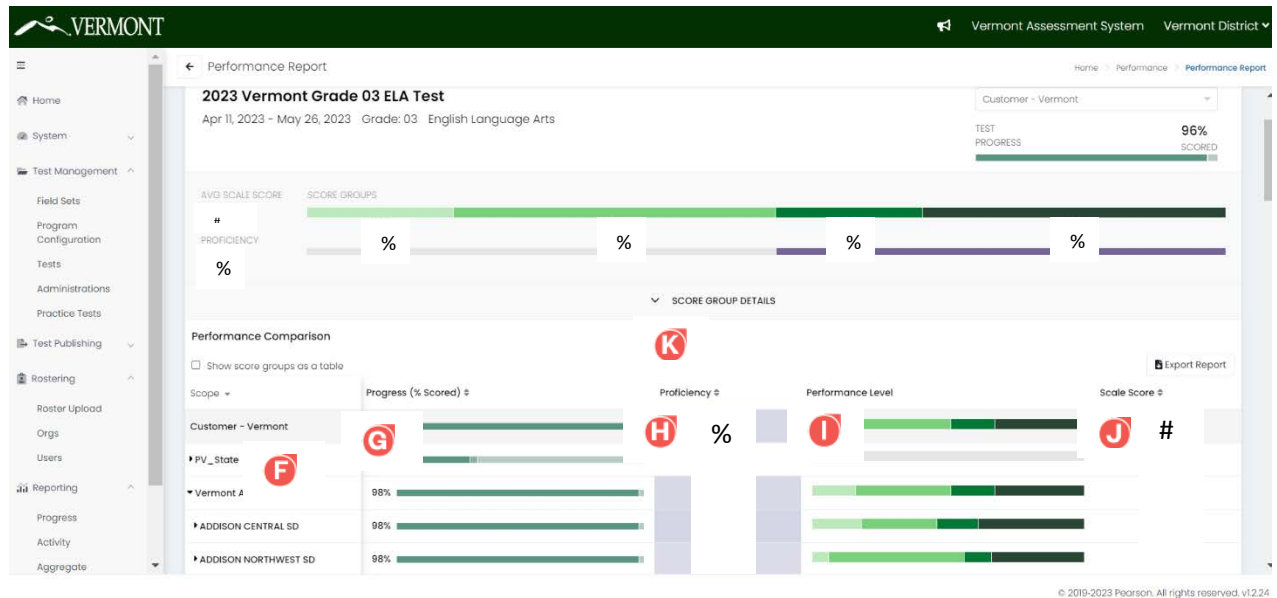 VERMONT
Vermont Assessment System
Vermont District
Performance Report
Home
Performance
Performance Report
Home
System
Test Management
Field Sets
Program
Configuration
Tests
Administrations
Practice Tests
Test Publishing
Rostering
Roster Upload
Orgs
Users
Reporting
Progress
Activity
Aggregate
2023 Vermont Grade 03 ELA Test
Apr 11, 2023 - May 26, 2023 Grade: 03 English Language Arts
Customer - Vermont
TEST
PROGRESS
96%
SCORED
AVG SCALE SCORE
SCORE GROUPS
#
PROFICIENCY
%
%
%
%
%
SCORE GROUP DETAILS
Performance Comparison
K
Show score groups as a table
Export Report
Scope
Progress (% Scored)
Proficiency
Performance Level
Scale Score
Customer - Vermont
G
H
%
I
J
#
PV_State
F
Vermont A
98%
ADDISON CENTRAL SD
98%
ADDISON NORTHWEST SD
98%
© 2019-2023 Pearson. All rights reserved. v1.2.24